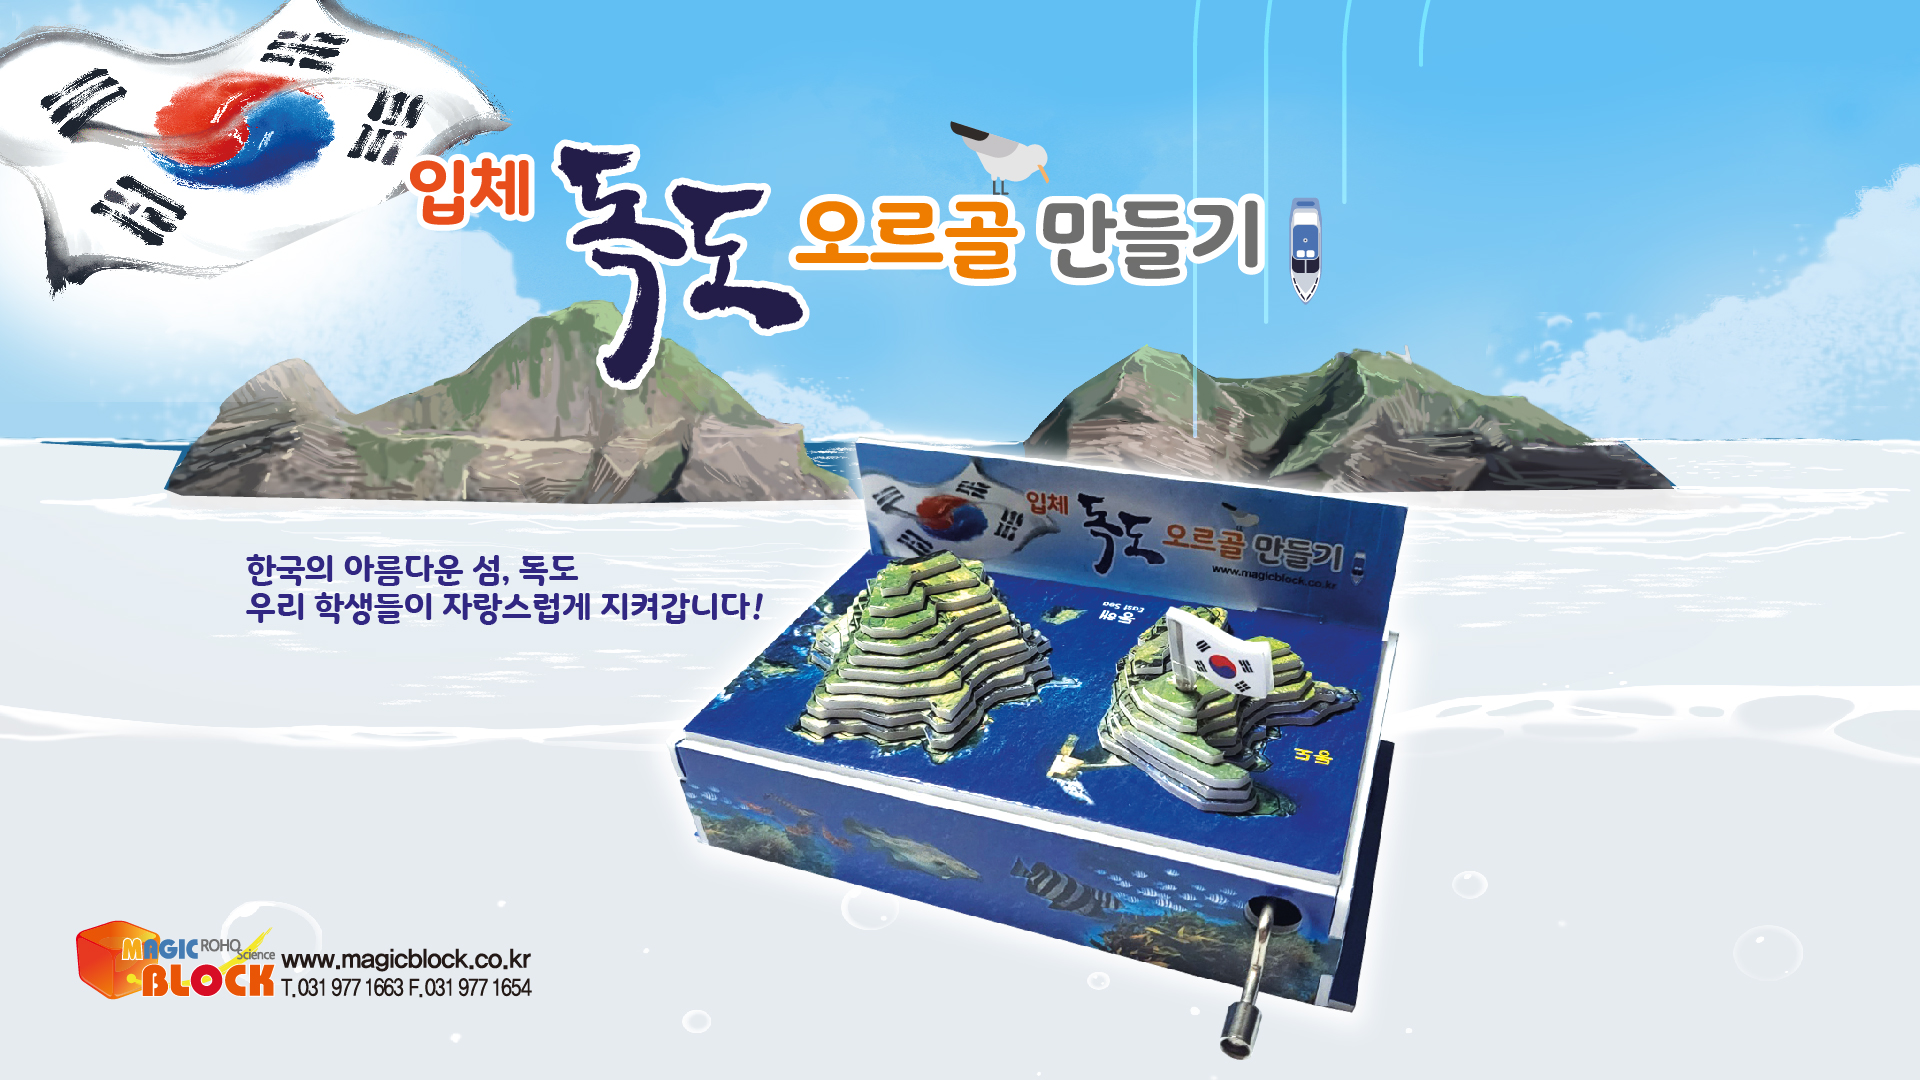 입체 독도 오르골 만들기
한국의 아름다운 섬, 독도
우리 학생들이 자랑스럽게 지켜갑니다!
입체 독도 오르골 만들기
www.magicblock.co.kr
동해
East Sea
MAGIC ROHO Science
BLOCK
www.magicblock.co.kr
T. 031 977 1663 F. 031 977 1654